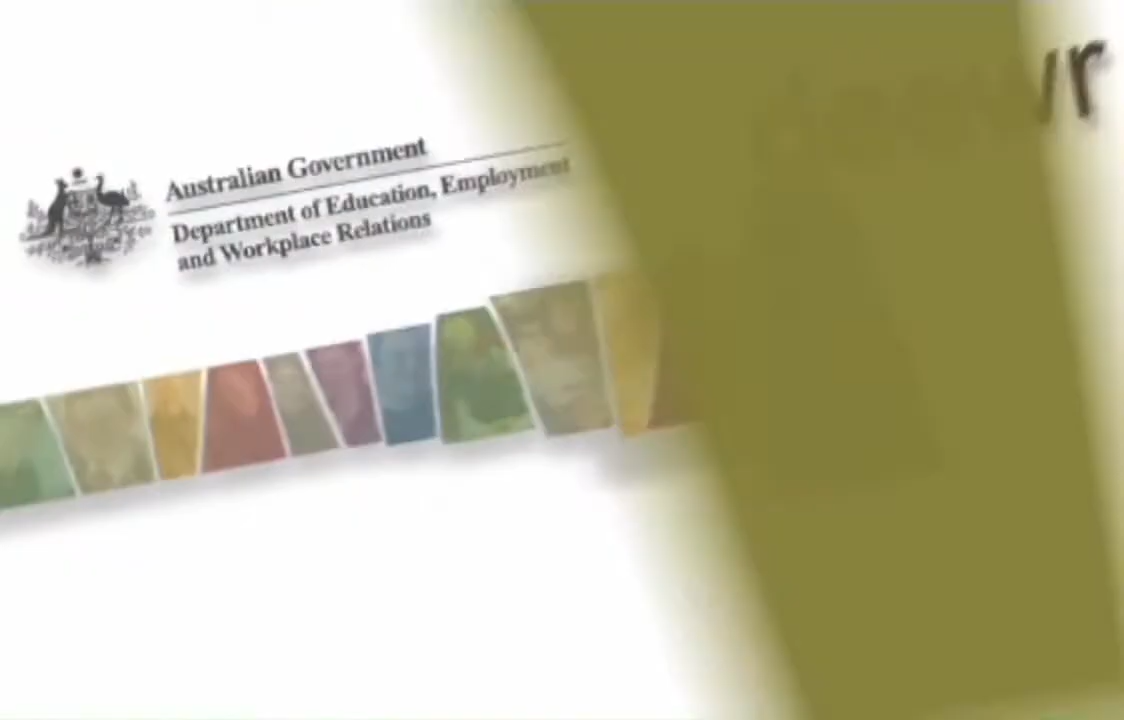 Australian Government
Department of Education, Employment
and Workplace Relations